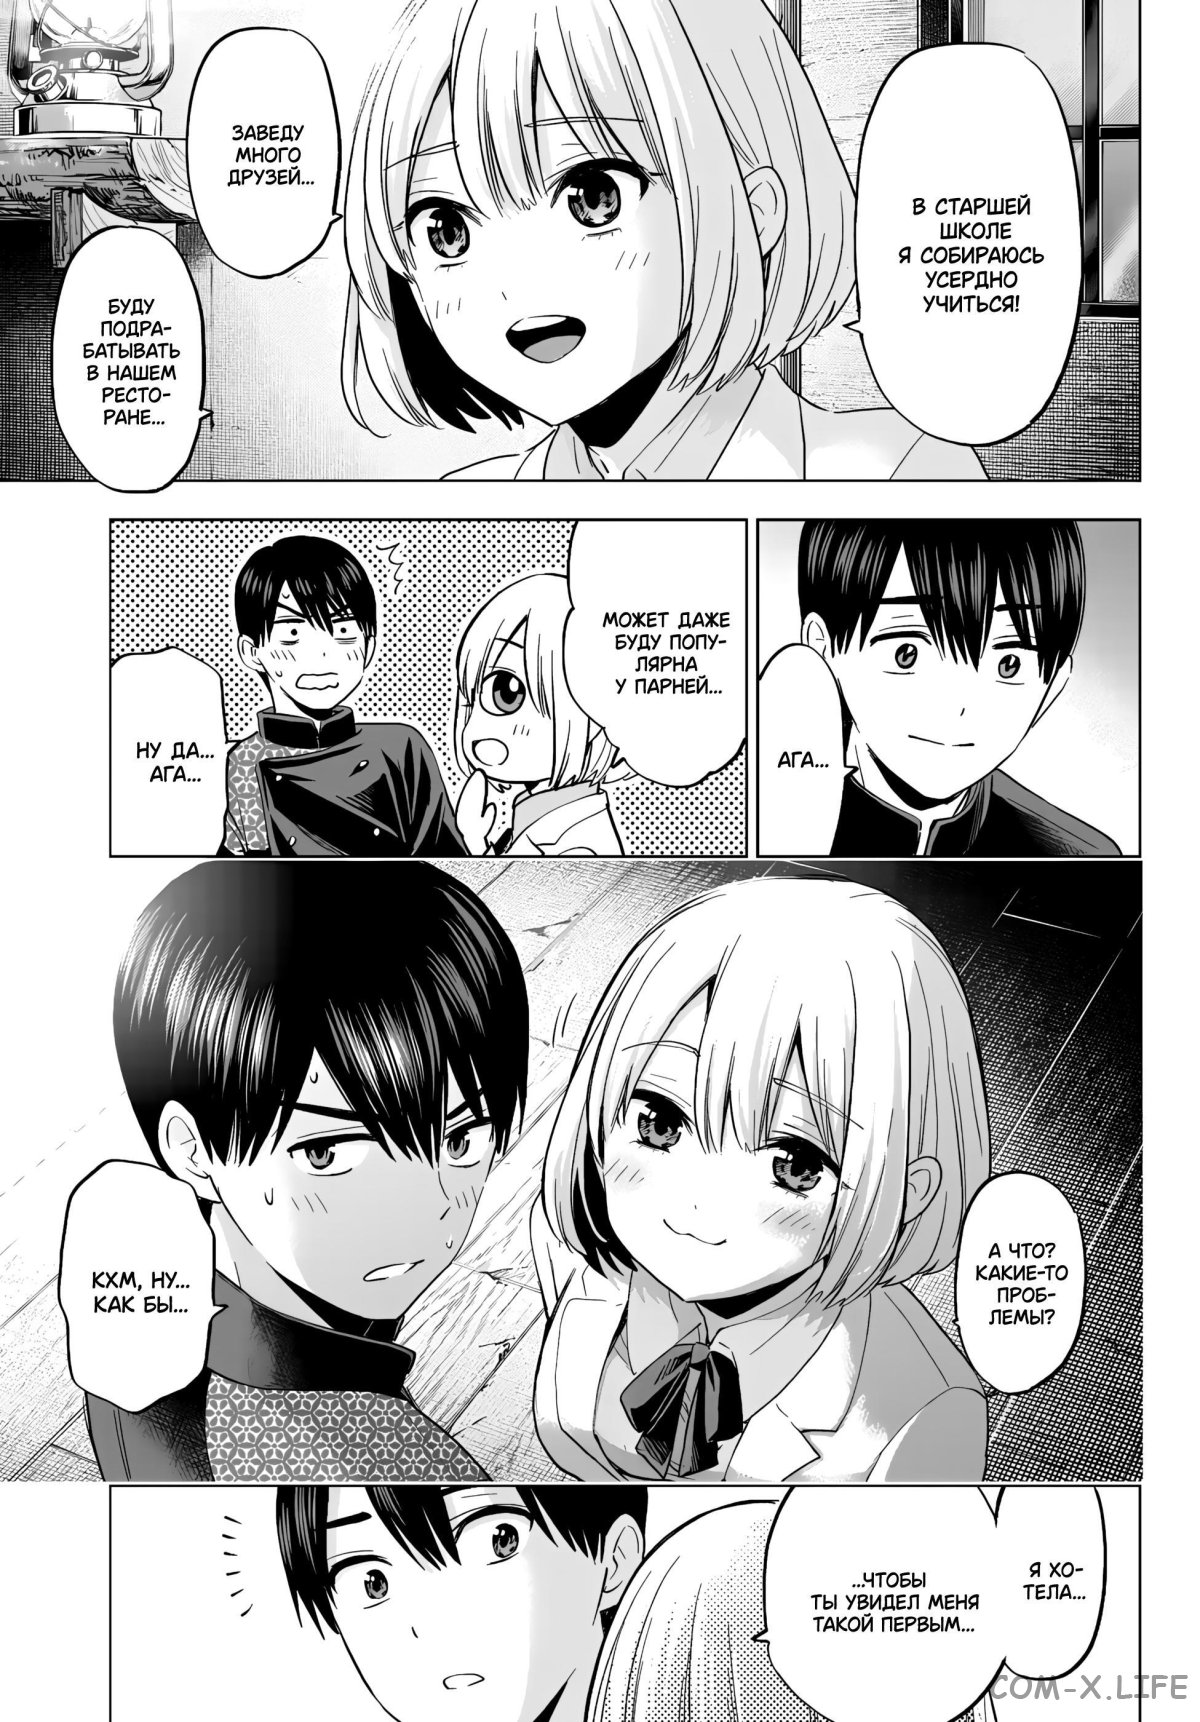 В СТАРШЕЙ
ШКОЛЕ
Я СОБИРАЮСЬ
УСЕРДНО
УЧИТЬСЯ!
ЗАВЕДУ
МНОГО
ДРУЗЕЙ...
БУДУ
ПОДРА-
БАТЫВАТЬ
В НАШЕМ
РЕСТО-
РАНЕ...
АГА...
МОЖЕТ ДАЖЕ
БУДУ ПОПУ-
ЛЯРНА
У ПАРНЕЙ...
НУ ДА...
АГА...
А ЧТО?
КАКИЕ-ТО
ПРОБ-
ЛЕМЫ?
КХМ, НУ...
КАК БЫ...
Я ХО-
ТЕЛА...
...ЧТОБЫ
ТЫ УВИДЕЛ МЕНЯ
ТАКОЙ ПЕРВЫМ...
COM-X.LIFE